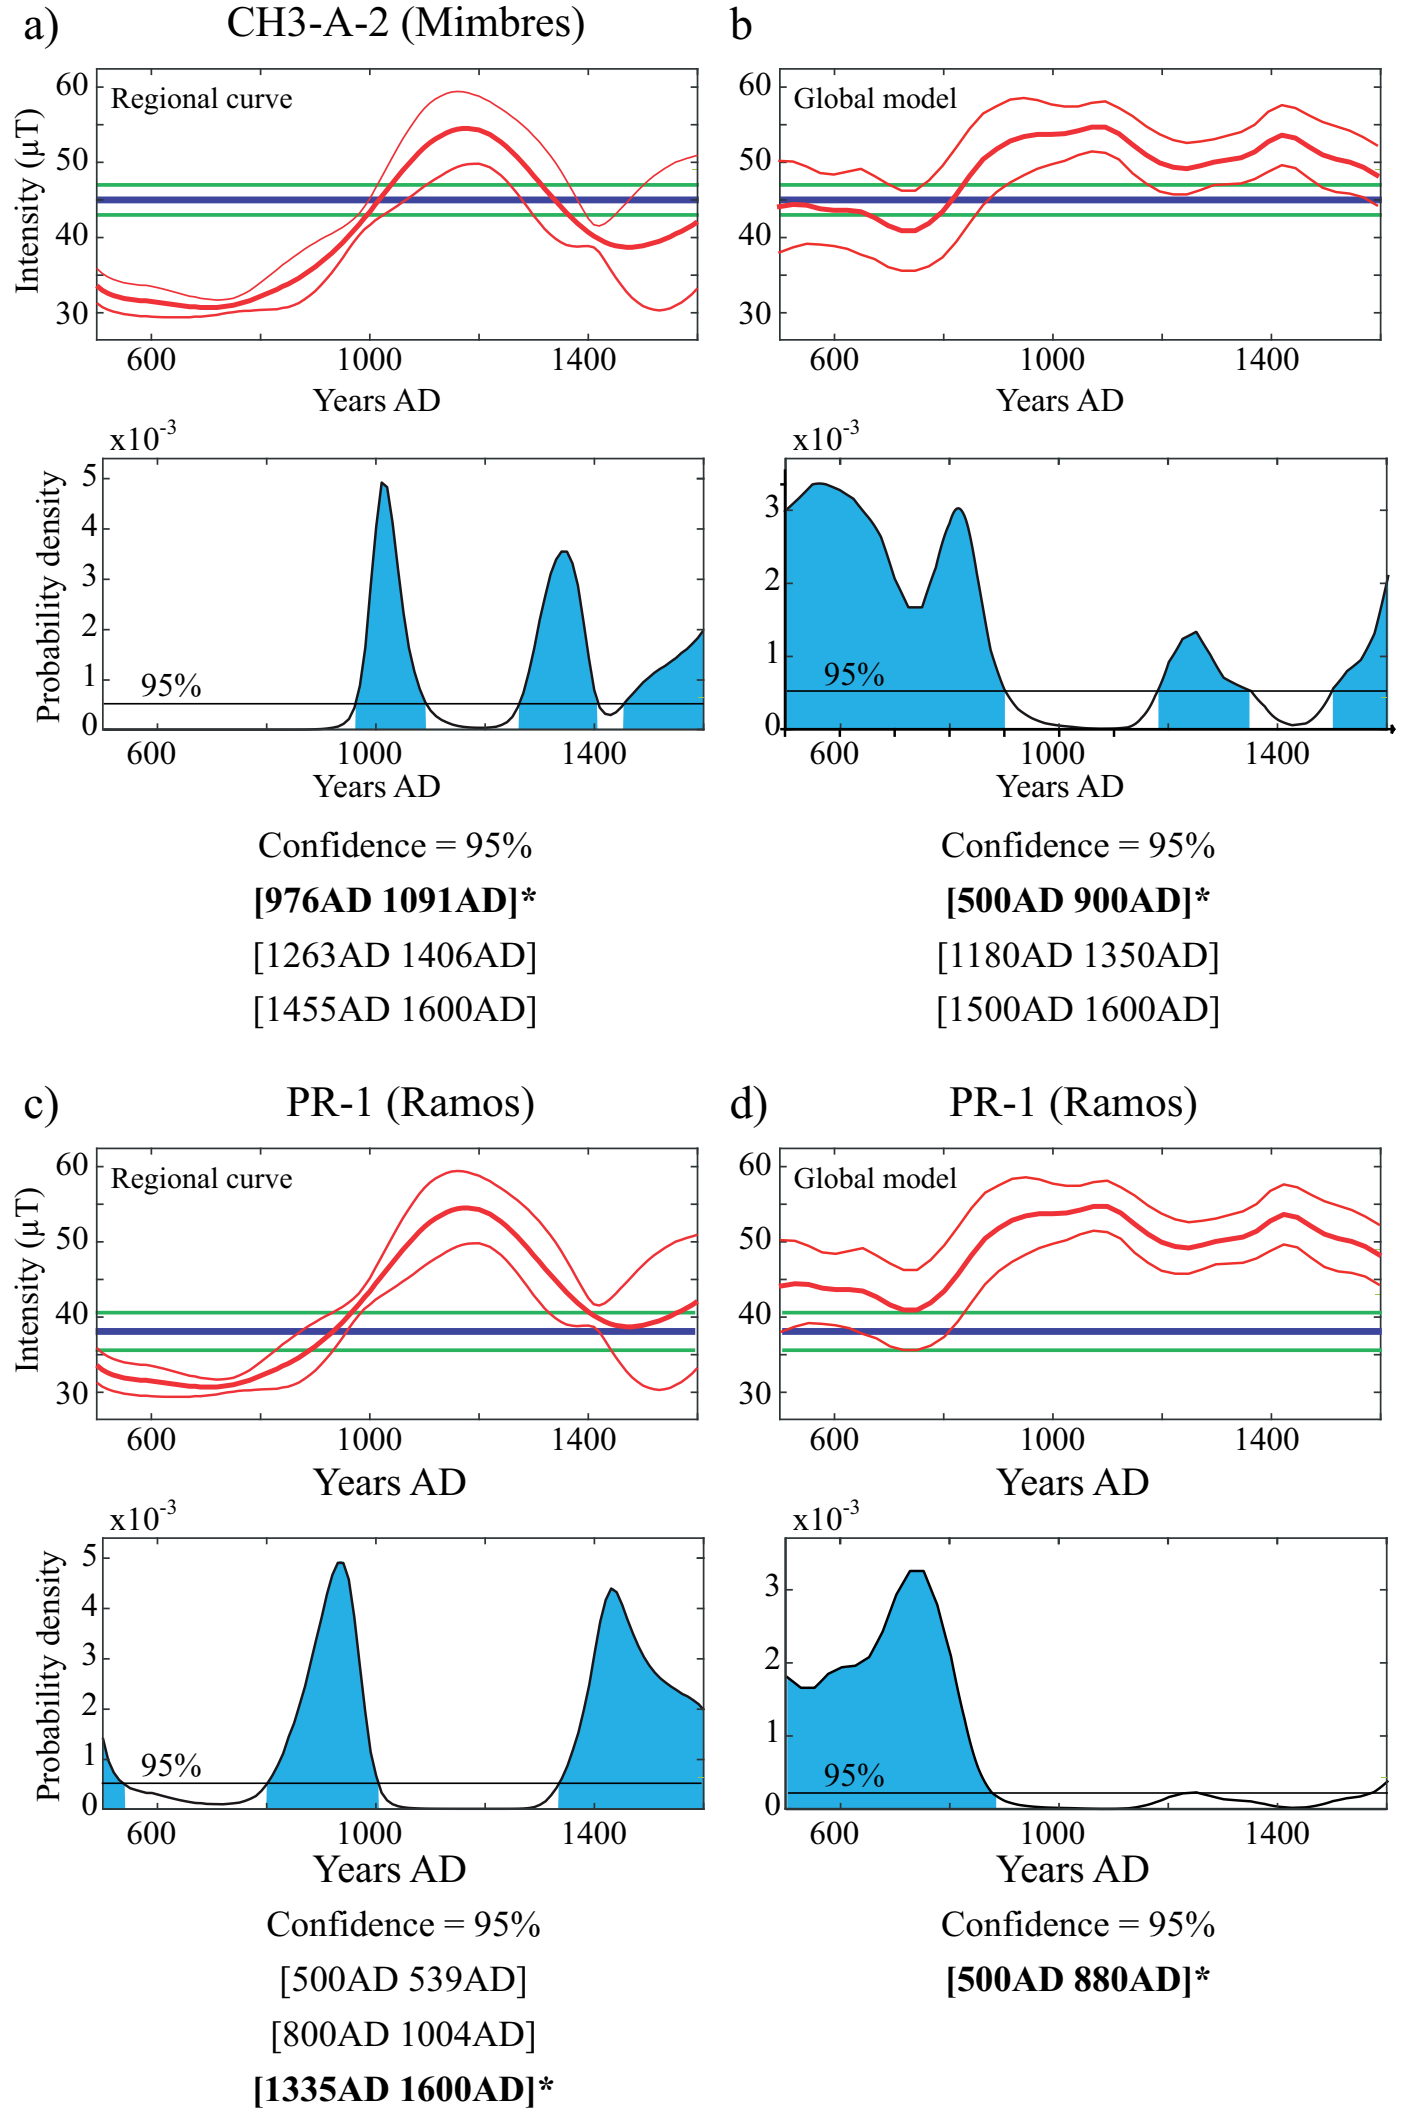 a) CH3-A-2 (Mimbres)
60
50
40
30
Intensity (μT)
Regional curve
600 1000 1400
Years AD
x10-3
5
4
3
2
1
0
Probability density
95%
600 1000 1400
Years AD
Confidence = 95%
[976AD 1091AD]*
[1263AD 1406AD]
[1455AD 1600AD]
b
60
50
40
30
Global model
600 1000 1400
Years AD
x10-3
3
2
1
0
95%
600 1000 1400
Years AD
Confidence = 95%
[500AD 900AD]*
[1180AD 1350AD]
[1500AD 1600AD]
c) PR-1 (Ramos)
60
50
40
30
Intensity (μT)
Regional curve
600 1000 1400
Years AD
x10-3
5
4
3
2
1
0
Probability density
95%
600 1000 1400
Years AD
Confidence = 95%
[500AD 539AD]
[800AD 1004AD]
[1335AD 1600AD]*
d) PR-1 (Ramos)
60
50
40
30
Global model
600 1000 1400
Years AD
x10-3
3
2
1
0
95%
600 1000 1400
Years AD
Confidence = 95%
[500AD 880AD]*